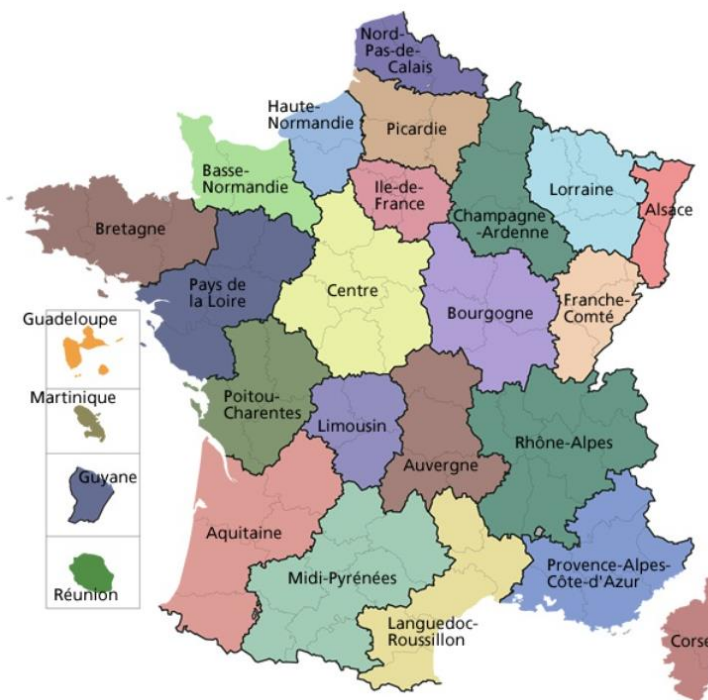 Nord-
Pas-de-
Calais
Haute-
Normandie
Picardie
Basse-
Normandie
Ile-de-
France
Champagne
-Ardenne
Lorraine
Alsace
Bretagne
Pays de
la Loire
Centre
Bourgogne
Franche-
Comté
Guadeloupe
Martinique
Guyane
Réunion
Poitou-
Charentes
Limousin
Auvergne
Rhône-Alpes
Aquitaine
Midi-Pyrénées
Languedoc-
Roussillon
Provence-Alpes-
Côte-d'Azur
Corse